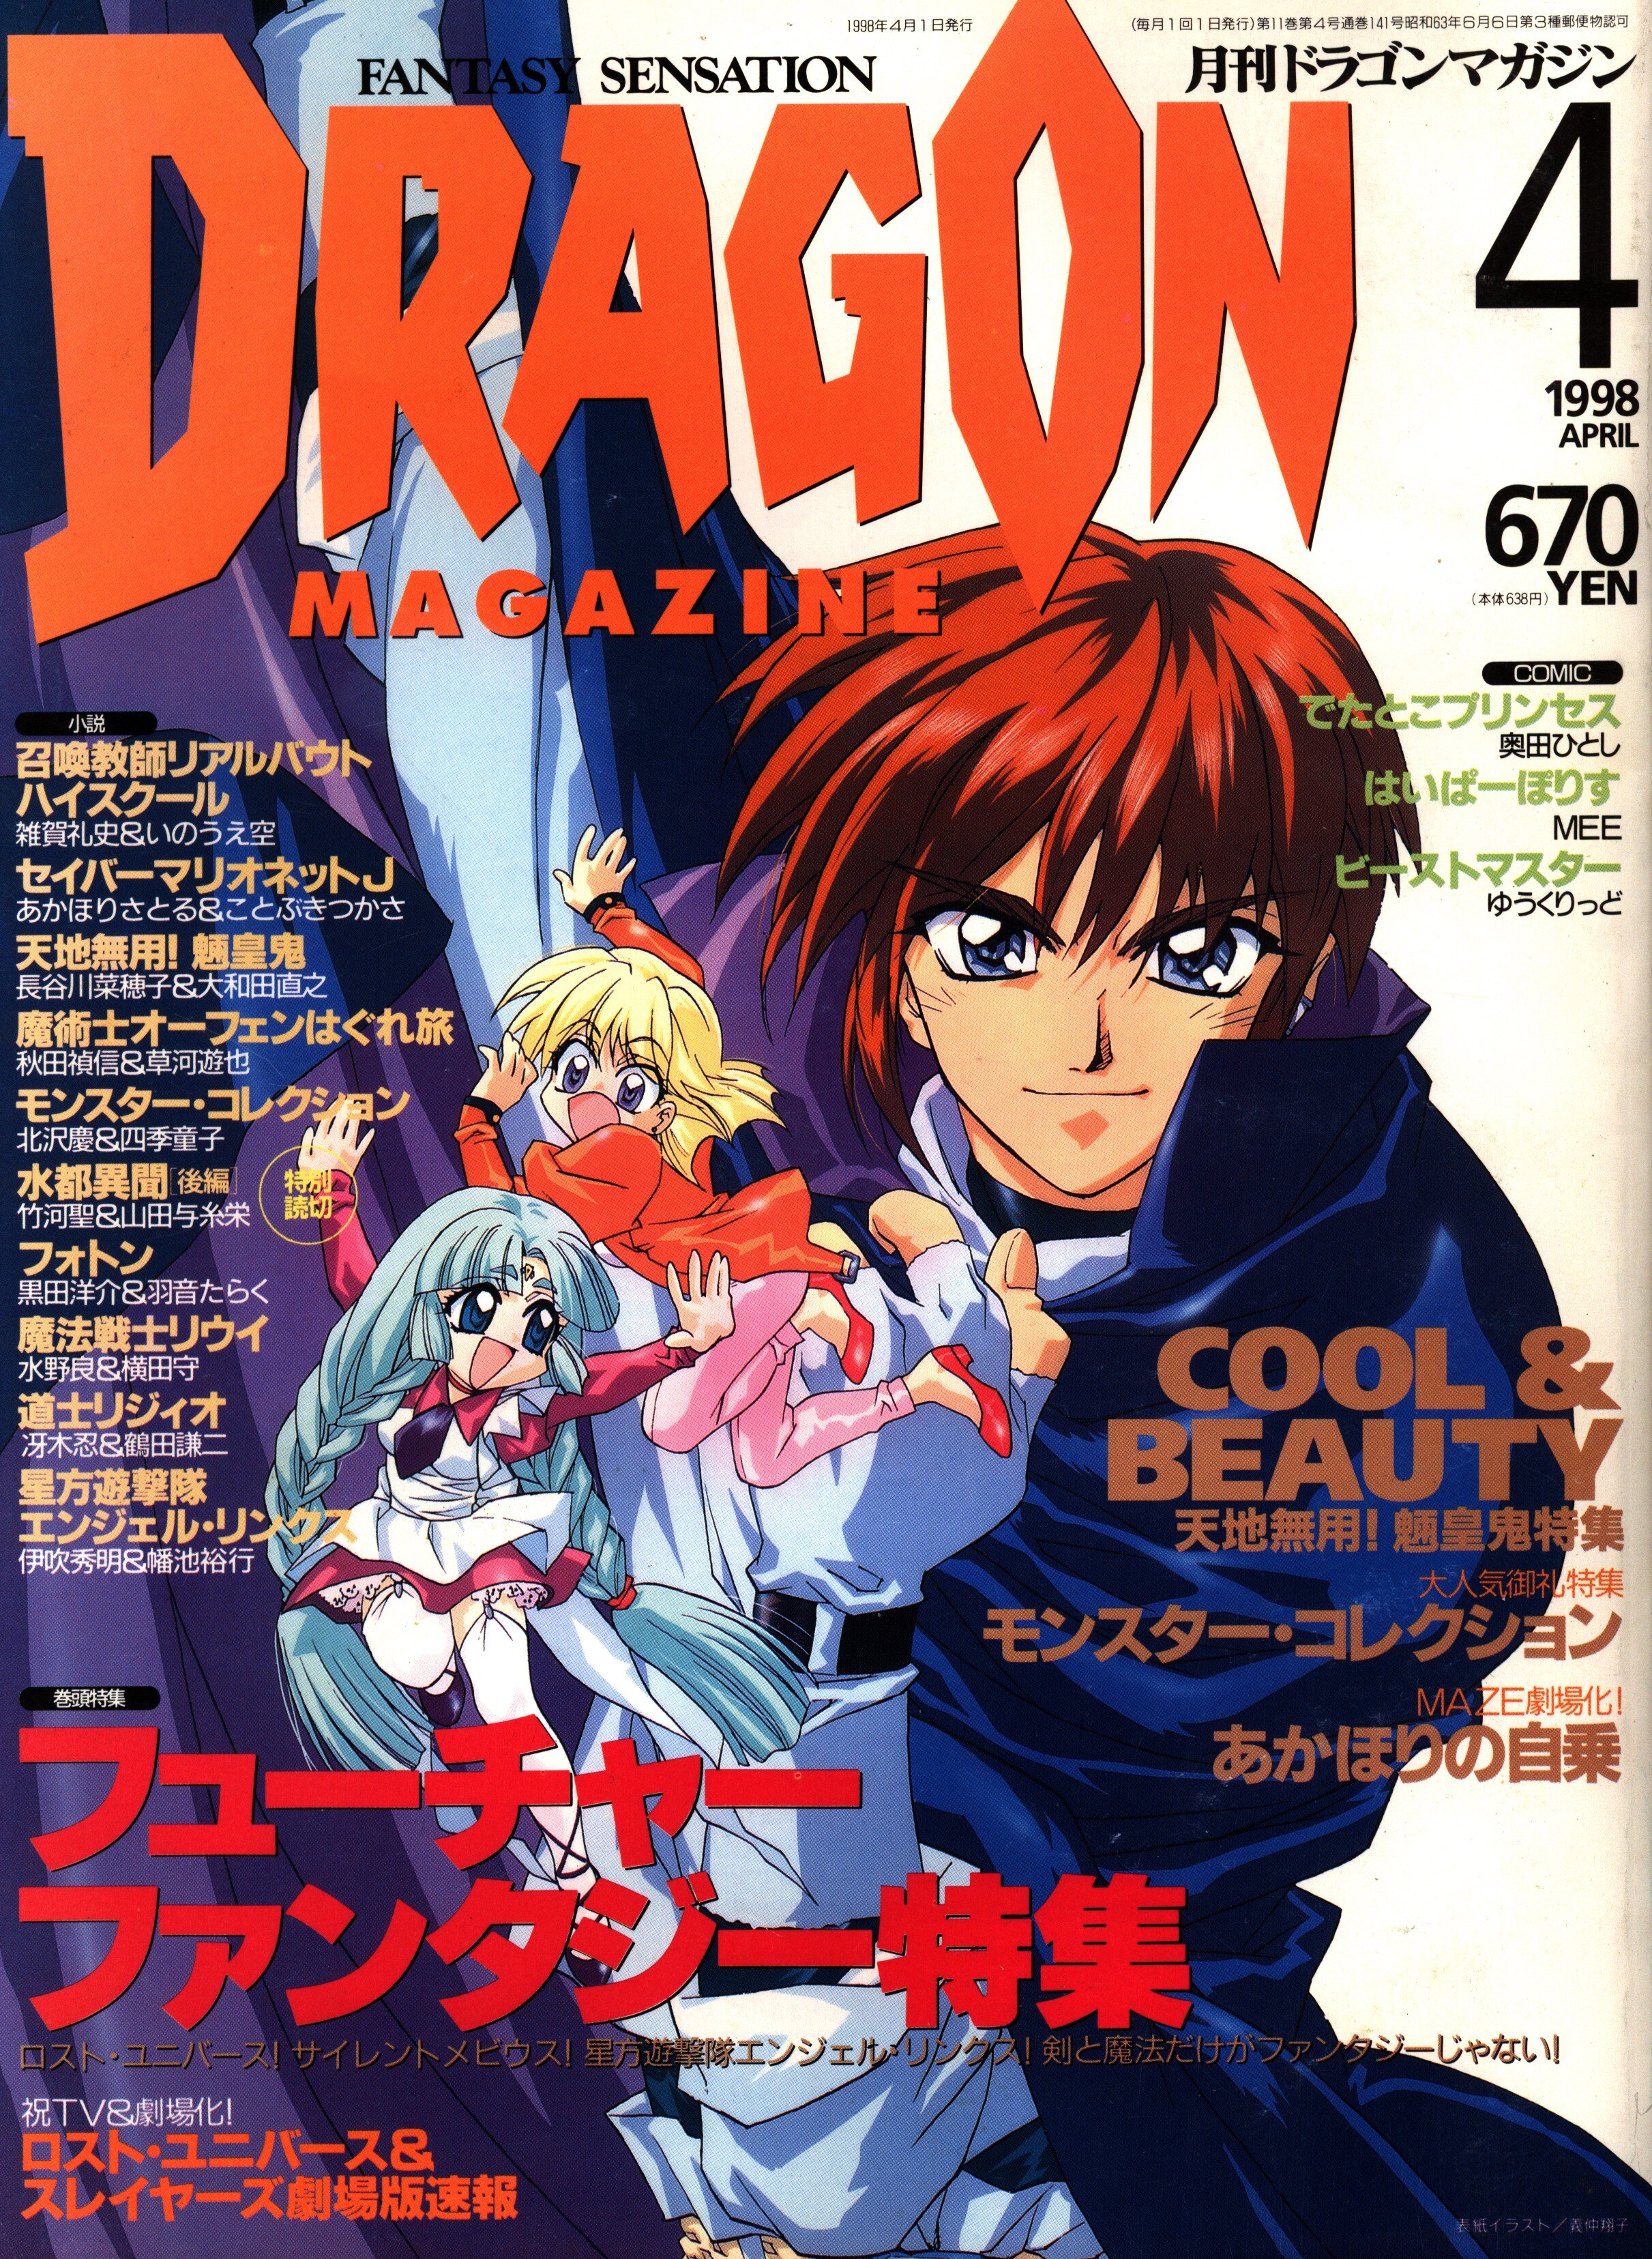 1998年4月1日発行
(毎月1回1日発行)第11巻第4号通巻141号昭和63年6月6日第3種郵便物認可
FANTASY SENSATION
月刊ドラゴンマガジン
DRAGON
MAGAZINE
4
1998
APRIL
670
YEN
(本体638円)
COMIC
でたとこプリンセス
奥田ひとし
はいぱーぽりす
MEE
ビーストマスター
ゆうくりっど
小説
召喚教師リアルバウト
ハイスクール
雑賀礼史&いのうえ空
セイバーマリオネットJ
あかほりさとる&ことぶきつかさ
天地無用! 魎皇鬼
長谷川菜穂子&大和田直之
魔術士オーフェンはぐれ旅
秋田禎信&草河遊也
モンスター・コレクション
北沢慶&四季童子
水都異聞[後編]
竹河聖&山田与糸栄
特別
読切
フォトン
黒田洋介&羽音たらく
魔法戦士リウイ
水野良&横田守
道士リジィオ
冴木忍&鶴田謙二
星方遊撃隊
エンジェル・リンクス
伊吹秀明&幡池裕行
COOL &
BEAUTY
天地無用! 魎皇鬼特集
大人気御礼特集
モンスター・コレクション
MAZE劇場化!
あかほりの自乗
巻頭特集
フューチャー
ファンタジー特集
ロスト・ユニバース! サイレントメビウス! 星方遊撃隊エンジェル・リンクス! 剣と魔法だけがファンタジーじゃない!
祝TV&劇場化!
ロスト・ユニバース&
スレイヤーズ劇場版速報
表紙イラスト/義仲翔子